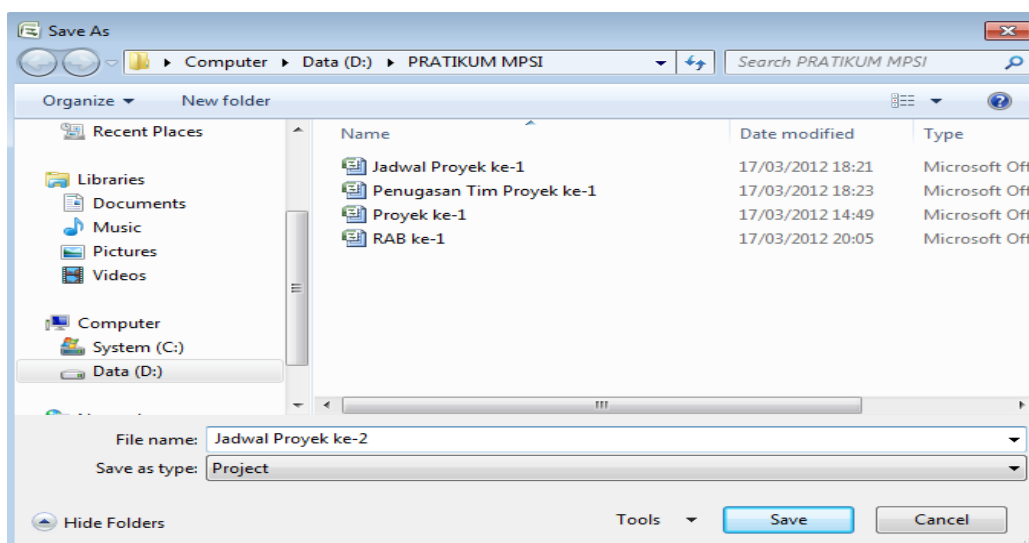 Save As
Computer Data (D:) PRATIKUM MPSI Search PRATIKUM MPSI
Organize New folder
Recent Places
Libraries
Documents
Music
Pictures
Videos
Computer
System (C:)
Data (D:)
Name Date modified Type
Jadwal Proyek ke-1 17/03/2012 18:21 Microsoft Off
Penugasan Tim Proyek ke-1 17/03/2012 18:23 Microsoft Off
Proyek ke-1 17/03/2012 14:49 Microsoft Off
RAB ke-1 17/03/2012 20:05 Microsoft Off
File name: Jadwal Proyek ke-2
Save as type: Project
Hide Folders Tools Save Cancel